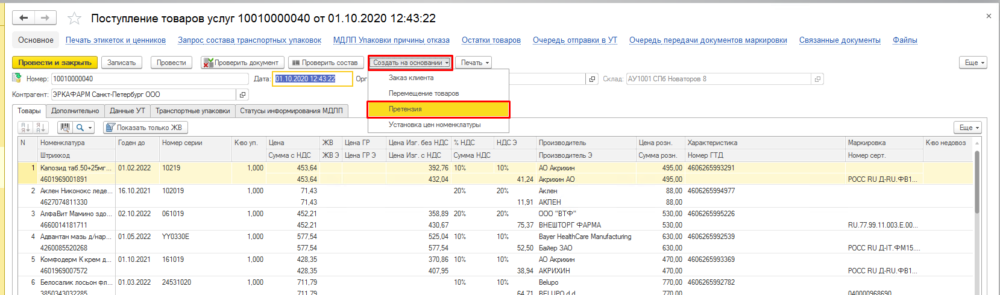 Поступление товаров услуг 10010000040 от 01.10.2020 12:43:22
Основное Печать этикеток и ценников Запрос состава транспортных упаковок МДЛП Упаковки причины отказа Остатки товаров Очередь отправки в УТ Очередь передачи документов маркировки Связанные документы Файлы
Провести и закрыть Записать Провести Проверить документ Проверить состав Создать на основании Печать Еще
Номер: 10010000040 Дата: 01.10.2020 12:43:22 Орг Склад: АУ1001 СПб Новаторов 8
Заказ клиента
Перемещение товаров
Претензия
Установка цен номенклатуры
Контрагент: ЭРКАФАРМ Санкт-Петербург ООО
Товары Дополнительно Данные УТ Транспортные упаковки Статусы информирования МДЛП
Показать только ЖВ Еще
N Номенклатура Годен до Номер серии К-во уп. Цена ЖВ Цена ГР Цена Изг. без НДС % НДС НДС Э Производитель Цена розн. Характеристика Маркировка К-во недовоз
Штрихкод Сумма с НДС ЖВ Э Цена ГР Э Цена Изг. с НДС Сумма НДС Производитель Э Сумма розн. Номер ГТД Номер серт.
1 Капозид таб.50+25мг... 01.02.2022 10219 1,000 453,64 392,76 10% 10% АО Акрихин 495,00 4606265993291
4601969001891 453,64 432,04 41,24 Акрихин АО 495,00 РОСС RU Д-RU.ФВ1...
2 Аклен Никонокс леде... 16.10.2021 102019 1,000 71,43 20% 20% Аклен 88,00 4606265994977
4627074811330 71,43 11,91 АКЛЕН 88,00
3 АлфаВит Мамино здо... 02.10.2022 061019 1,000 452,21 358,89 20% 20% ООО "ВТФ" 530,00 4606265995226
4660014181711 452,21 430,67 75,37 ВНЕШТОРГ ФАРМА 530,00 RU.77.99.11.003.Е.00...
4 Адвантан мазь д/нар... 01.05.2022 YY0330E 1,000 577,54 525,04 10% 10% Bayer HealthCare Manufacturing 630,00 4606265992539
4260085520268 577,54 577,54 52,50 Байер ЗАО 630,00 РОСС RU Д-IT.ФМ15....
5 Комфодерм К крем д... 01.10.2021 161019 1,000 428,35 370,86 10% 10% АО Акрихин 470,00 4606265993369
4601969007572 428,35 407,95 38,94 АКРИХИН 470,00 РОСС RU Д-RU.ФВ1...
6 Белосалик лосьон фл... 01.03.2022 24531020 1,000 711,79 10% 10% Belupo 770,00 4606265992782
3850343032285 711,79 64,71 BELUPO d.d. 770,00 040000968690